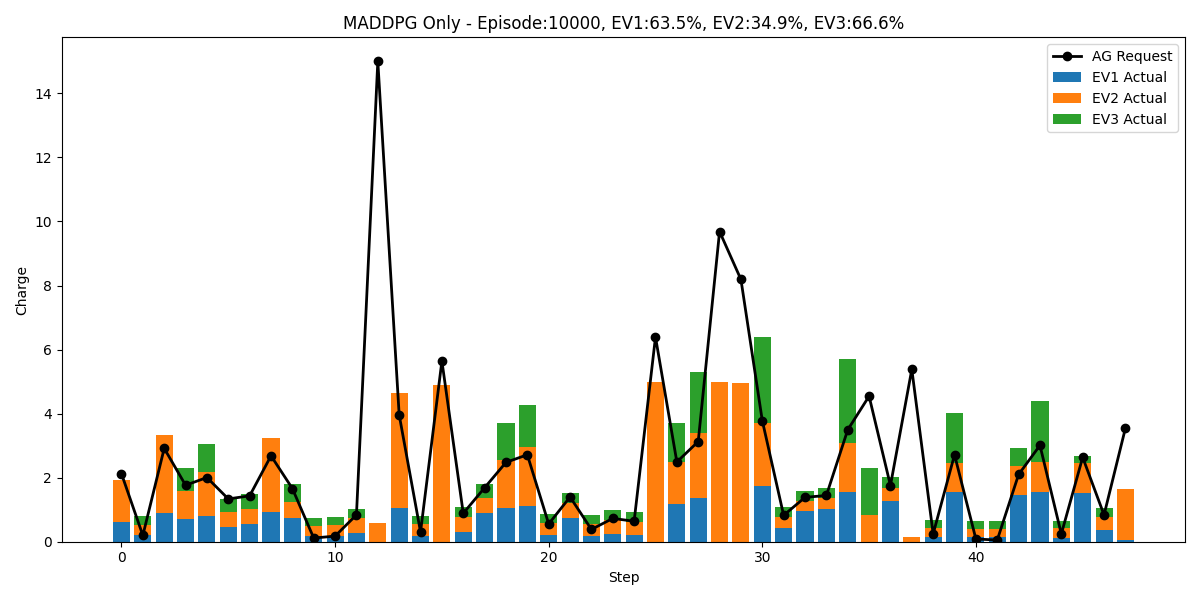 MADDPG Only - Episode:10000, EV1:63.5%, EV2:34.9%, EV3:66.6%
AG Request
EV1 Actual
EV2 Actual
EV3 Actual
Charge
14
12
10
8
6
4
2
0
0
10
20
30
40
Step